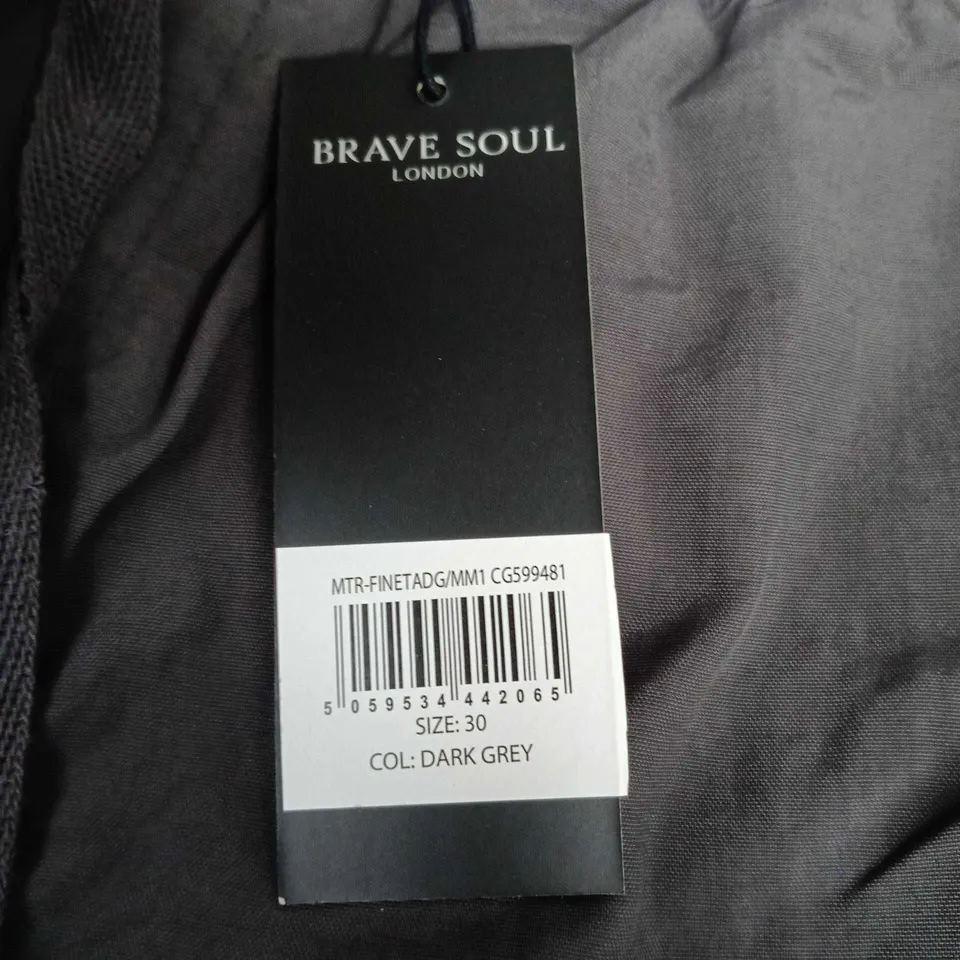 BRAVE SOUL
LONDON
MTR-FINETADG/MM1 CG599481
5 059534 442065
SIZE: 30
COL: DARK GREY